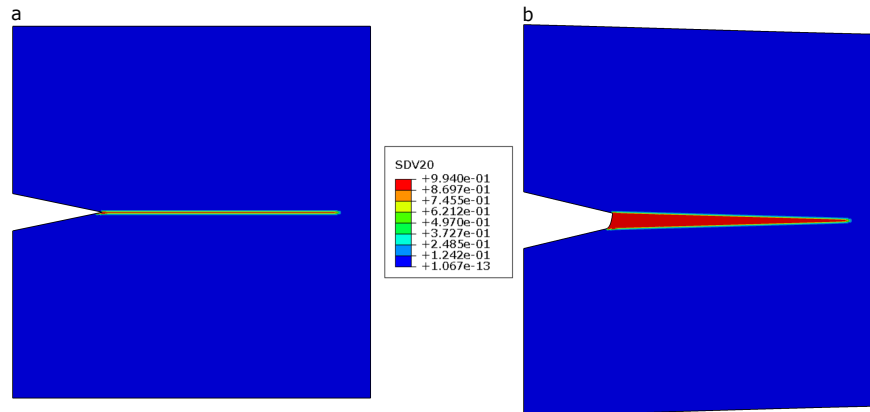 a
b
SDV20
+9.940e-01
+8.697e-01
+7.455e-01
+6.212e-01
+4.970e-01
+3.727e-01
+2.485e-01
+1.242e-01
+1.067e-13